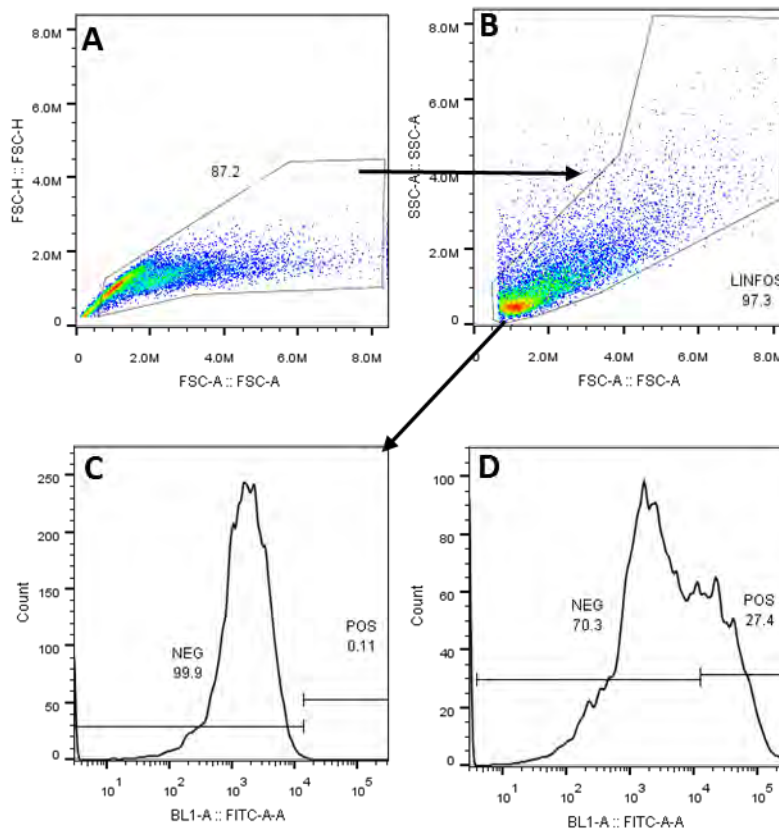 A
8.0M
6.0M
4.0M
2.0M
0
FSC-H :: FSC-H
87.2
2.0M
4.0M
6.0M
8.0M
FSC-A :: FSC-A
B
8.0M
6.0M
4.0M
2.0M
0
SSC-A :: SSC-A
LINFOS
97.3
0
2.0M
4.0M
6.0M
8.0M
FSC-A :: FSC-A
C
250
200
150
100
50
0
Count
NEG
99.9
POS
0.11
10¹
10²
10³
10⁴
10⁵
BL1-A :: FITC-A-A
D
100
80
60
40
20
0
Count
NEG
70.3
POS
27.4
10¹
10²
10³
10⁴
10⁵
BL1-A :: FITC-A-A